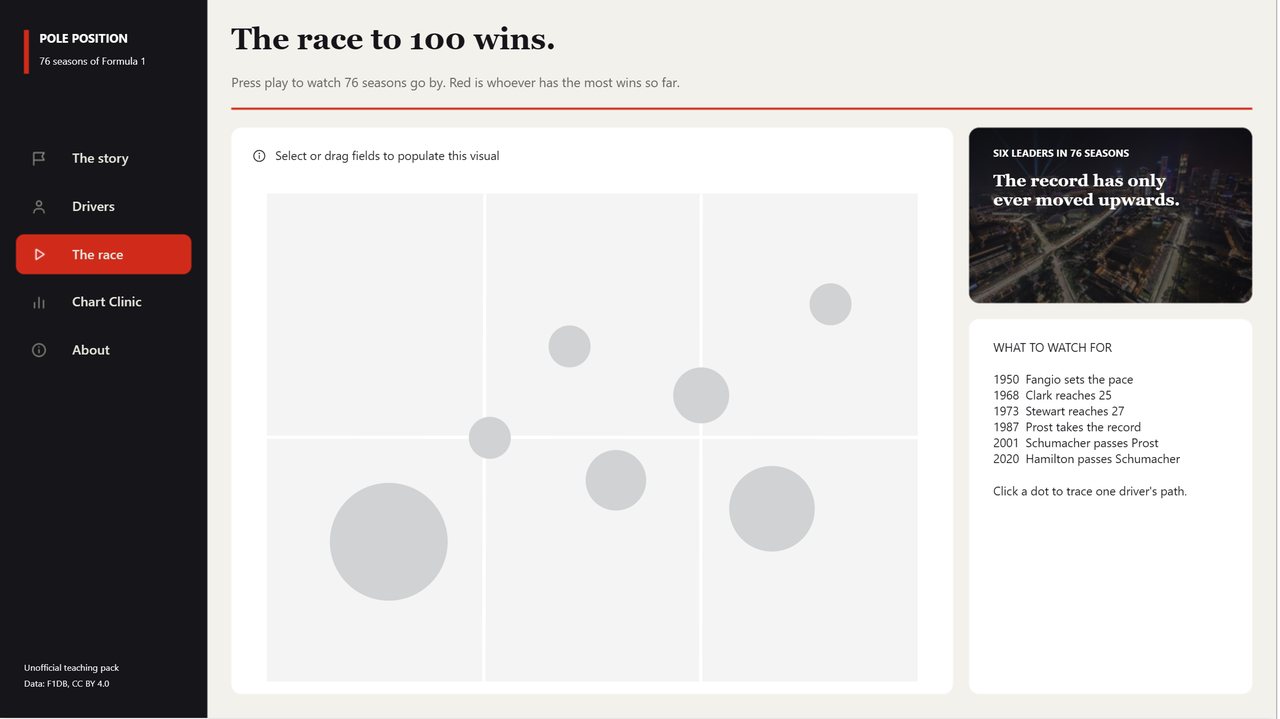 POLE POSITION
76 seasons of Formula 1
The story
Drivers
The race
Chart Clinic
About
Unofficial teaching pack
Data: F1DB, CC BY 4.0
The race to 100 wins.
Press play to watch 76 seasons go by. Red is whoever has the most wins so far.
Select or drag fields to populate this visual
SIX LEADERS IN 76 SEASONS
The record has only
ever moved upwards.
WHAT TO WATCH FOR
1950 Fangio sets the pace
1968 Clark reaches 25
1973 Stewart reaches 27
1987 Prost takes the record
2001 Schumacher passes Prost
2020 Hamilton passes Schumacher
Click a dot to trace one driver's path.